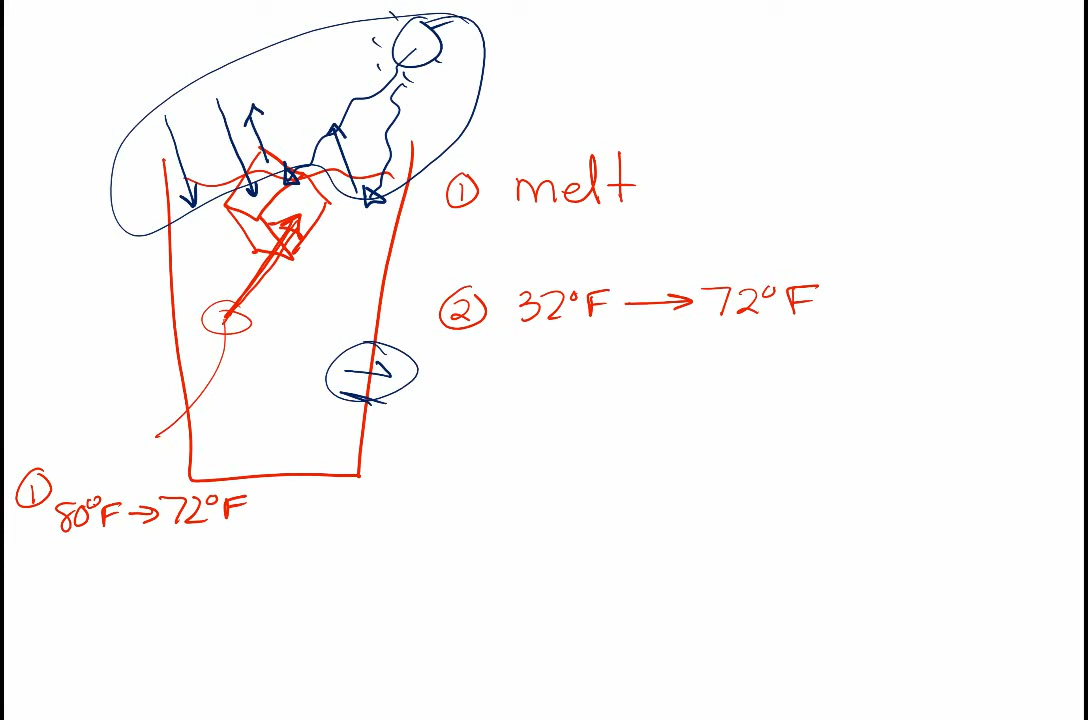 ① melt
② 32°F → 72°F
① 80°F → 72°F